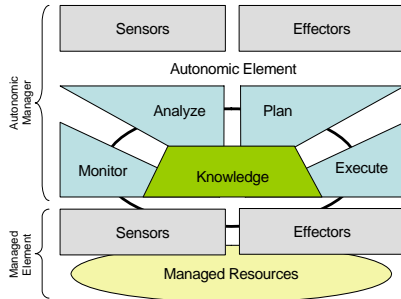 Sensors
Effectors
Autonomic Element
Autonomic
Manager
Analyze
Plan
Monitor
Knowledge
Execute
Managed
Element
Sensors
Effectors
Managed Resources